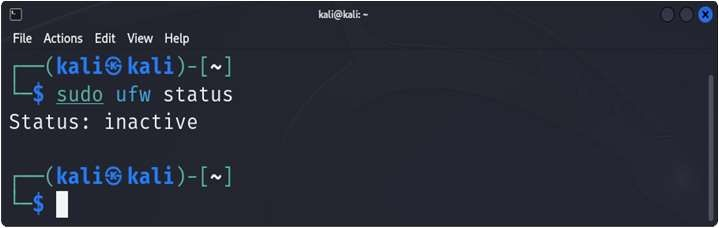 kali@kali: ~
File Actions Edit View Help
┌──(kali㉿kali)-[~]
└─$ sudo ufw status
Status: inactive
┌──(kali㉿kali)-[~]
└─$